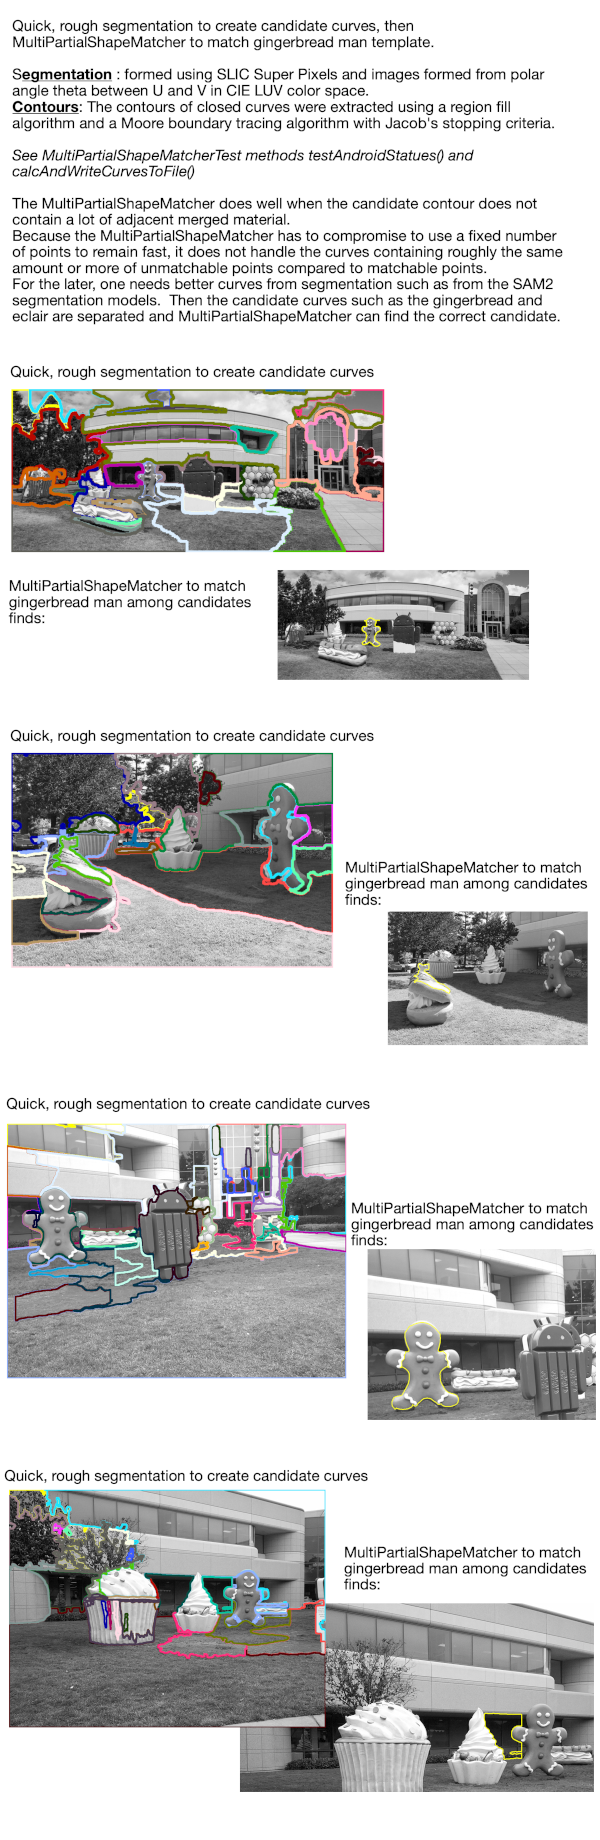 Quick, rough segmentation to create candidate curves, then
MultiPartialShapeMatcher to match gingerbread man template.
Segmentation : formed using SLIC Super Pixels and images formed from polar
angle theta between U and V in CIE LUV color space.
Contours: The contours of closed curves were extracted using a region fill
algorithm and a Moore boundary tracing algorithm with Jacob's stopping criteria.
See MultiPartialShapeMatcherTest methods testAndroidStatues() and
calcAndWriteCurvesToFile()
The MultiPartialShapeMatcher does well when the candidate contour does not
contain a lot of adjacent merged material.
Because the MultiPartialShapeMatcher has to compromise to use a fixed number
of points to remain fast, it does not handle the curves containing roughly the same
amount or more of unmatchable points compared to matchable points.
For the later, one needs better curves from segmentation such as from the SAM2
segmentation models.  Then the candidate curves such as the gingerbread and
eclair are separated and MultiPartialShapeMatcher can find the correct candidate.
Quick, rough segmentation to create candidate curves
MultiPartialShapeMatcher to match
gingerbread man among candidates
finds:
Quick, rough segmentation to create candidate curves
MultiPartialShapeMatcher to match
gingerbread man among candidates
finds:
Quick, rough segmentation to create candidate curves
MultiPartialShapeMatcher to match
gingerbread man among candidates
finds:
Quick, rough segmentation to create candidate curves
MultiPartialShapeMatcher to match
gingerbread man among candidates
finds: